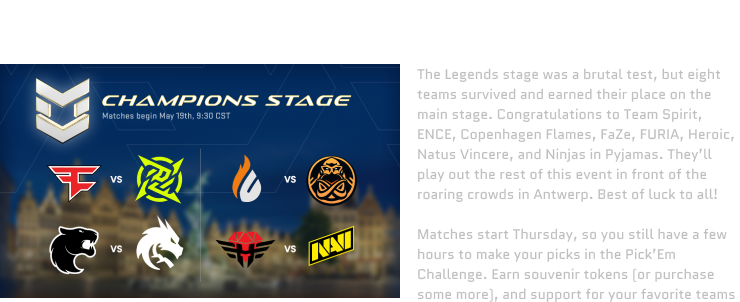 CHAMPIONS STAGE
Matches begin May 19th, 9:30 CST
VS
VS
VS
VS
NAVI
The Legends stage was a brutal test, but eight
teams survived and earned their place on the
main stage. Congratulations to Team Spirit,
ENCE, Copenhagen Flames, FaZe, FURIA, Heroic,
Natus Vincere, and Ninjas in Pyjamas. They'll
play out the rest of this event in front of the
roaring crowds in Antwerp. Best of luck to all!
Matches start Thursday, so you still have a few
hours to make your picks in the Pick'Em
Challenge. Earn souvenir tokens (or purchase
some more), and support for your favorite teams